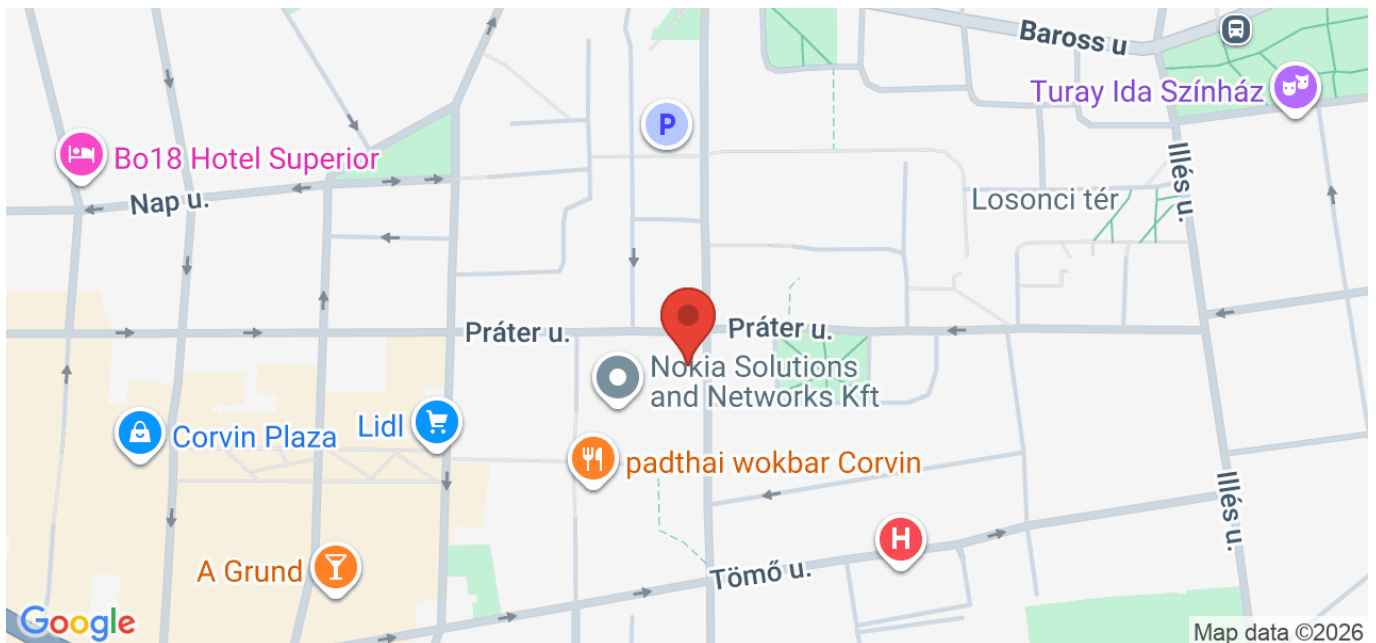 Baross u
Turay Ida Színház
P
Bo18 Hotel Superior
Illés u.
Nap u.
Losonci tér
Práter u.
Práter u.
Nokia Solutions
and Networks Kft
Lidl
Corvin Plaza
padthai wokbar Corvin
Illés u.
H
A Grund
Tömő u.
Google
Map data ©2026